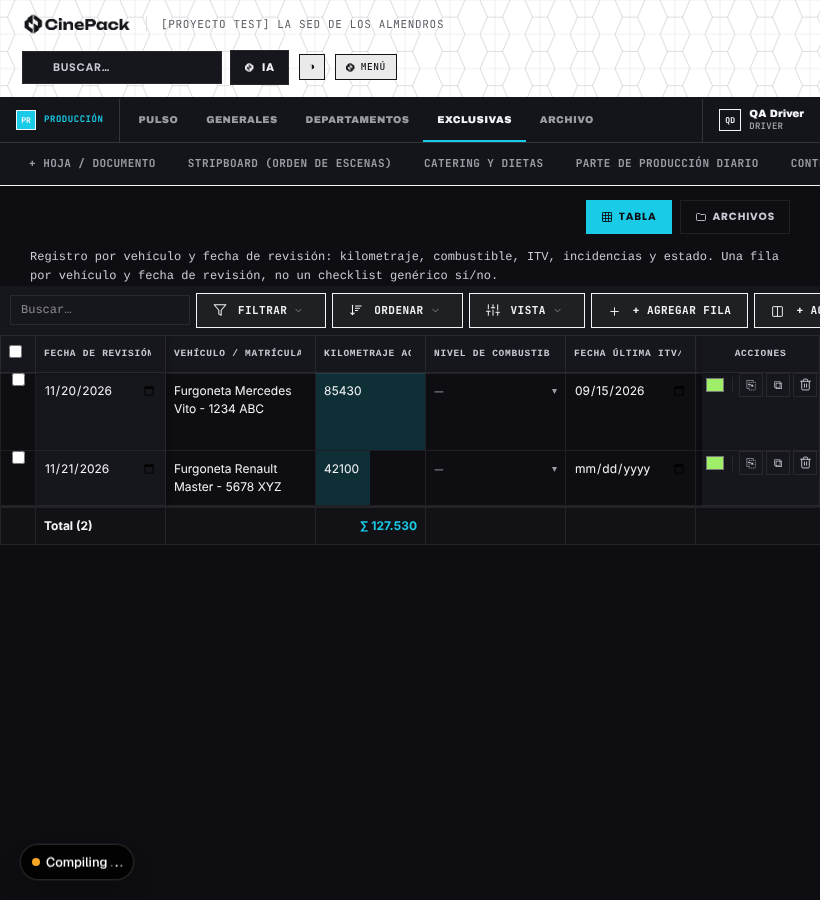 CinePack
[PROYECTO TEST] LA SED DE LOS ALMENDROS
BUSCAR…
IA
MENÚ
PR
PRODUCCIÓN
PULSO
GENERALES
DEPARTAMENTOS
EXCLUSIVAS
ARCHIVO
QD
QA Driver
DRIVER
+ HOJA / DOCUMENTO
STRIPBOARD (ORDEN DE ESCENAS)
CATERING Y DIETAS
PARTE DE PRODUCCIÓN DIARIO
CONT
TABLA
ARCHIVOS
Registro por vehículo y fecha de revisión: kilometraje, combustible, ITV, incidencias y estado. Una fila
por vehículo y fecha de revisión, no un checklist genérico sí/no.
Buscar…
FILTRAR
ORDENAR
VISTA
+ AGREGAR FILA
+ AG
FECHA DE REVISIÓN
VEHÍCULO / MATRÍCULA
KILOMETRAJE AC
NIVEL DE COMBUSTIB
FECHA ÚLTIMA ITV/
ACCIONES
11/20/2026
Furgoneta Mercedes
Vito - 1234 ABC
85430
—
09/15/2026
11/21/2026
Furgoneta Renault
Master - 5678 XYZ
42100
—
mm/dd/yyyy
Total (2)
∑ 127.530
Compiling ...